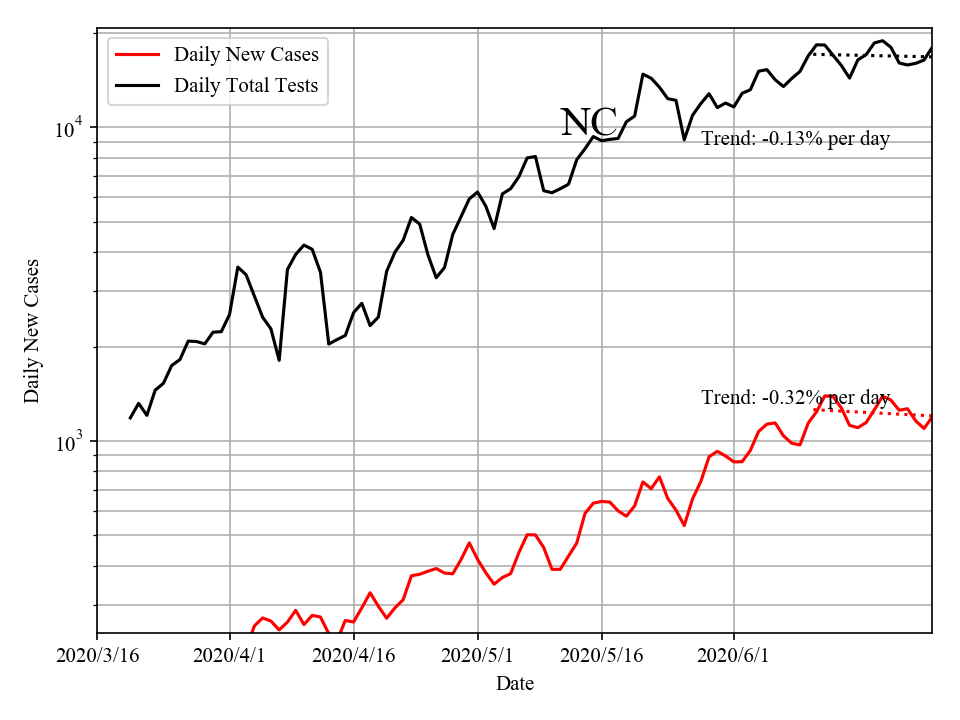 Daily New Cases
Daily Total Tests
NC
10^4
Trend: -0.13% per day
Daily New Cases
Trend: -0.32% per day
10^3
2020/3/16 2020/4/1 2020/4/16 2020/5/1 2020/5/16 2020/6/1
Date